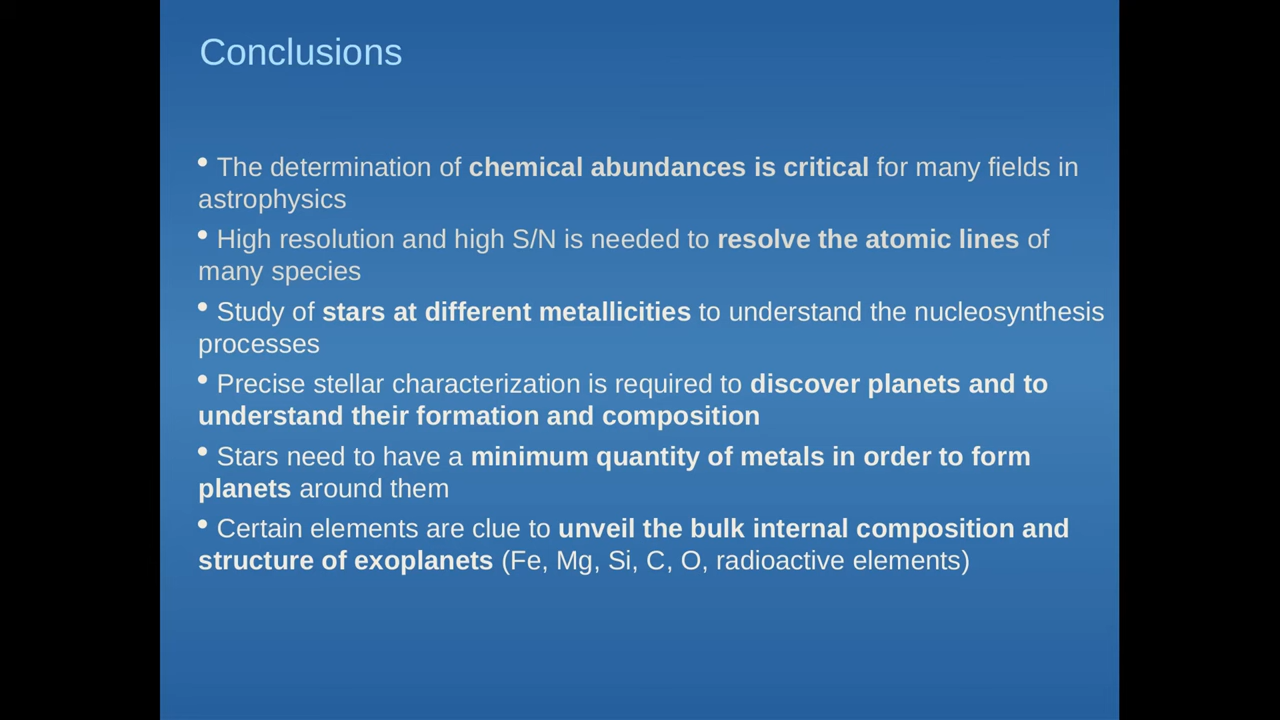 Conclusions
• The determination of chemical abundances is critical for many fields in
astrophysics
• High resolution and high S/N is needed to resolve the atomic lines of
many species
• Study of stars at different metallicities to understand the nucleosynthesis
processes
• Precise stellar characterization is required to discover planets and to
understand their formation and composition
• Stars need to have a minimum quantity of metals in order to form
planets around them
• Certain elements are clue to unveil the bulk internal composition and
structure of exoplanets (Fe, Mg, Si, C, O, radioactive elements)